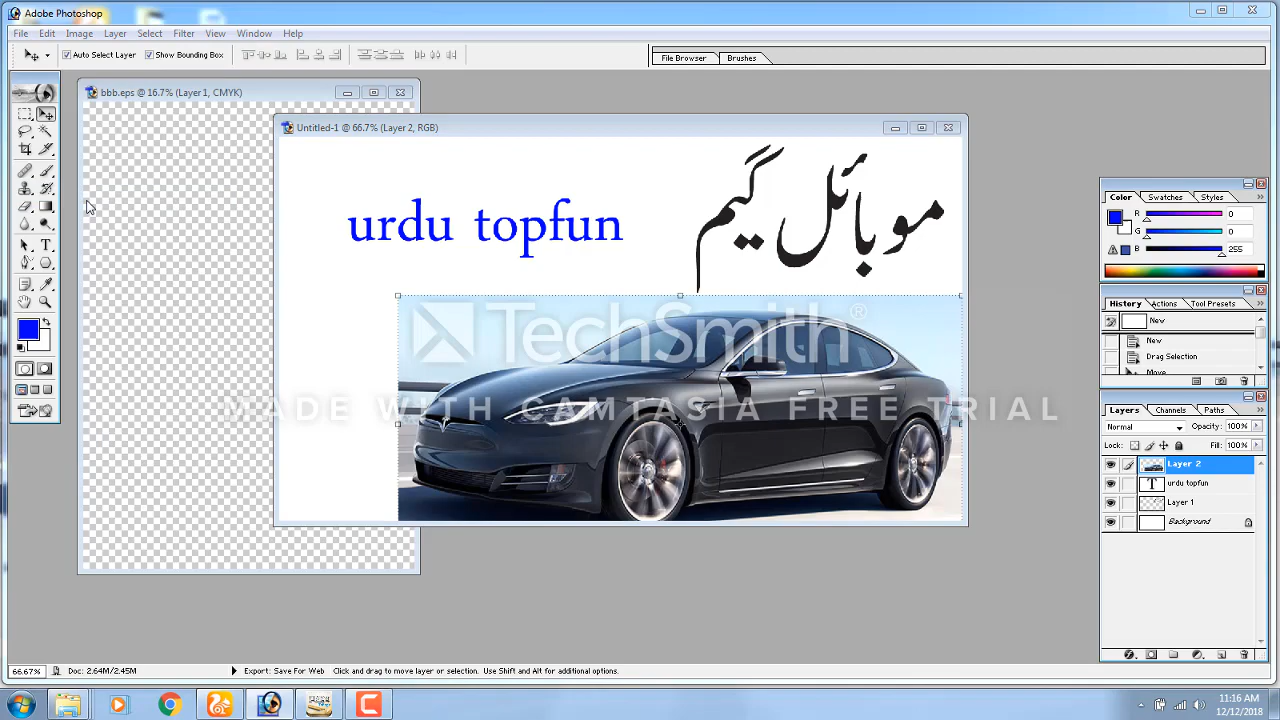 Adobe Photoshop
File Edit Image Layer Select Filter View Window Help
Auto Select Layer Show Bounding Box File Browser Brushes
bbb.eps @ 16.7% (Layer 1, CMYK)
Untitled-1 @ 66.7% (Layer 2, RGB)
urdu topfun
موبائل گیم
TechSmith®
MADE WITH CAMTASIA FREE TRIAL
Color Swatches Styles
R 0
G 0
B 255
History Actions Tool Presets
New
New
Drag Selection
Move
Layers Channels Paths
Normal Opacity: 100%
Lock: Fill: 100%
Layer 2
T urdu topfun
Layer 1
Background
66.67% Doc: 2.64M/2.45M Export: Save For Web Click and drag to move layer or selection. Use Shift and Alt for additional options.
11:16 AM
12/12/2018